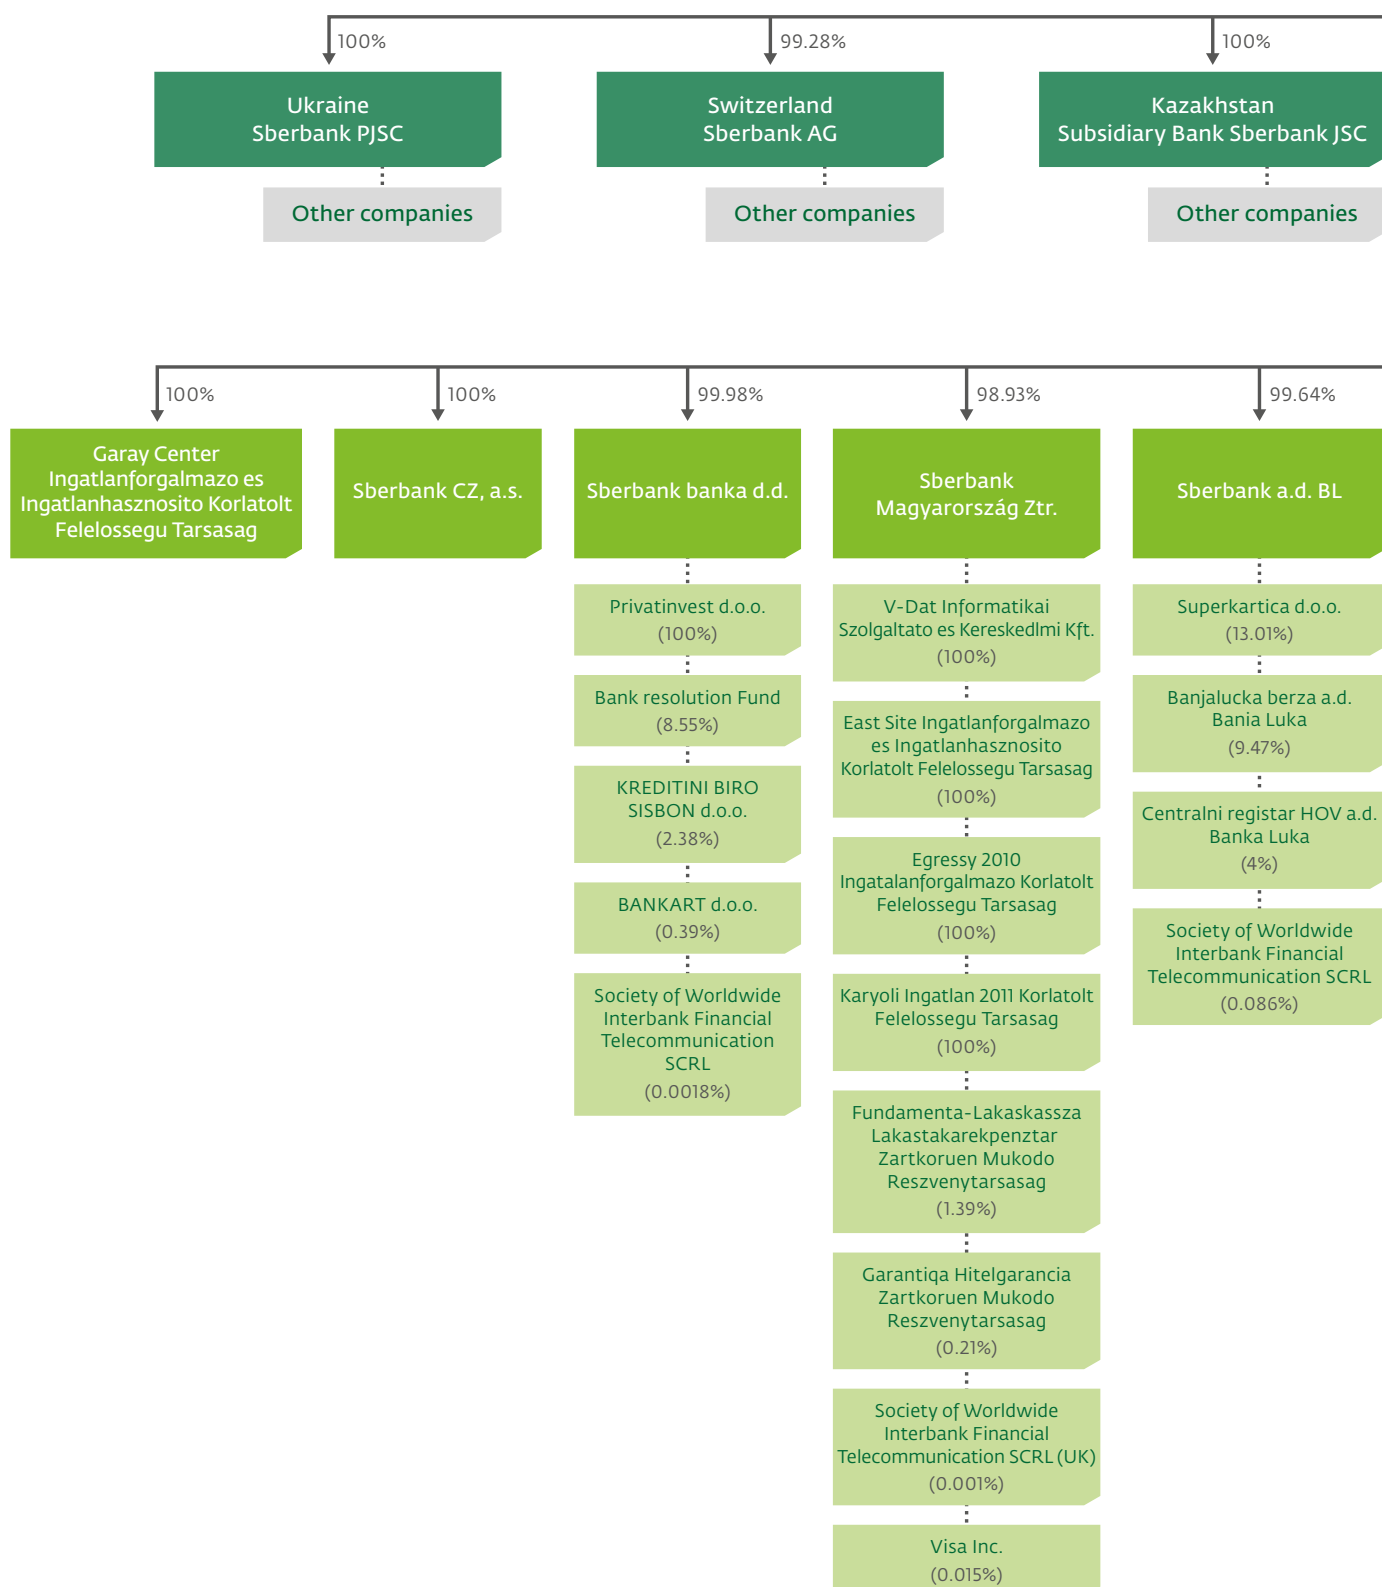 100%
99.28%
100%
Ukraine
Sberbank PJSC
Switzerland
Sberbank AG
Kazakhstan
Subsidiary Bank Sberbank JSC
Other companies
Other companies
Other companies
100%
100%
99.98%
98.93%
99.64%
Garay Center
Ingatlanforgalmazo es
Ingatlanhasznosito Korlatolt
Felelossegu Tarsasag
Sberbank CZ, a.s.
Sberbank banka d.d.
Sberbank
Magyarország Ztr.
Sberbank a.d. BL
Privatinvest d.o.o.
(100%)
Bank resolution Fund
(8.55%)
KREDITINI BIRO
SISBON d.o.o.
(2.38%)
BANKART d.o.o.
(0.39%)
Society of Worldwide
Interbank Financial
Telecommunication
SCRL
(0.0018%)
V-Dat Informatikai
Szolgaltato es Kereskedlmi Kft.
(100%)
East Site Ingatlanforgalmazo
es Ingatlanhasznosito
Korlatolt Felelossegu Tarsasag
(100%)
Egressy 2010
Ingatalanforgalmazo Korlatolt
Felelossegu Tarsasag
(100%)
Karyoli Ingatlan 2011 Korlatolt
Felelossegu Tarsasag
(100%)
Fundamenta-Lakaskassza
Lakastakarekpenztar
Zartkoruen Mukodo
Reszvenytarsasag
(1.39%)
Garantiqa Hitelgarancia
Zartkoruen Mukodo
Reszvenytarsasag
(0.21%)
Society of Worldwide
Interbank Financial
Telecommunication SCRL (UK)
(0.001%)
Visa Inc.
(0.015%)
Superkartica d.o.o.
(13.01%)
Banjalucka berza a.d.
Bania Luka
(9.47%)
Centralni registar HOV a.d.
Banka Luka
(4%)
Society of Worldwide
Interbank Financial
Telecommunication SCRL
(0.086%)